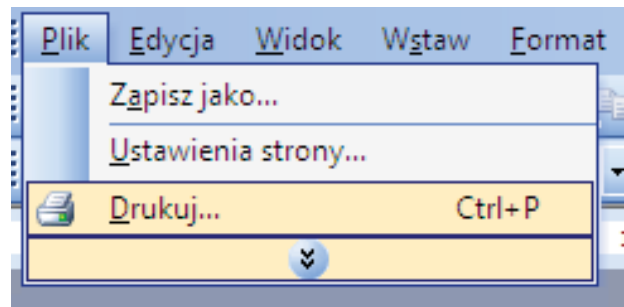 Plik Edycja Widok Wstaw Format
Zapisz jako...
Ustawienia strony...
Drukuj... Ctrl+P